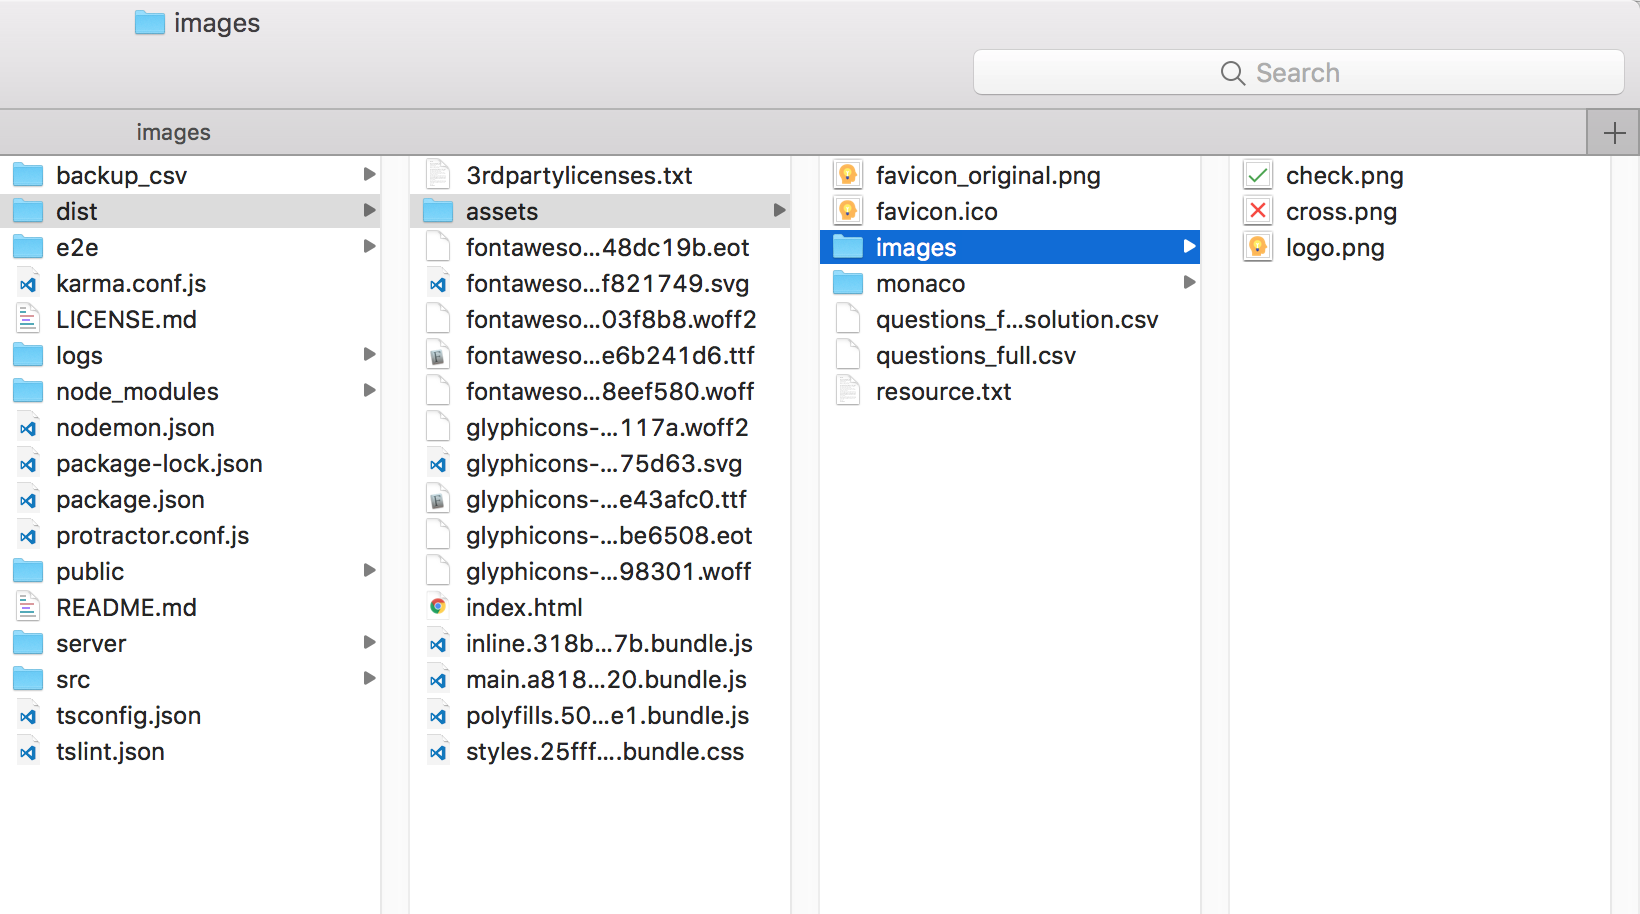 images
Search
images
backup_csv
dist
e2e
karma.conf.js
LICENSE.md
logs
node_modules
nodemon.json
package-lock.json
package.json
protractor.conf.js
public
README.md
server
src
tsconfig.json
tslint.json
3rdpartylicenses.txt
assets
fontaweso...48dc19b.eot
fontaweso...f821749.svg
fontaweso...03f8b8.woff2
fontaweso...e6b241d6.ttf
fontaweso...8eef580.woff
glyphicons-...117a.woff2
glyphicons-...75d63.svg
glyphicons-...e43afc0.ttf
glyphicons-...be6508.eot
glyphicons-...98301.woff
index.html
inline.318b...7b.bundle.js
main.a818...20.bundle.js
polyfills.50...e1.bundle.js
styles.25fff....bundle.css
favicon_original.png
favicon.ico
images
monaco
questions_f...solution.csv
questions_full.csv
resource.txt
check.png
cross.png
logo.png